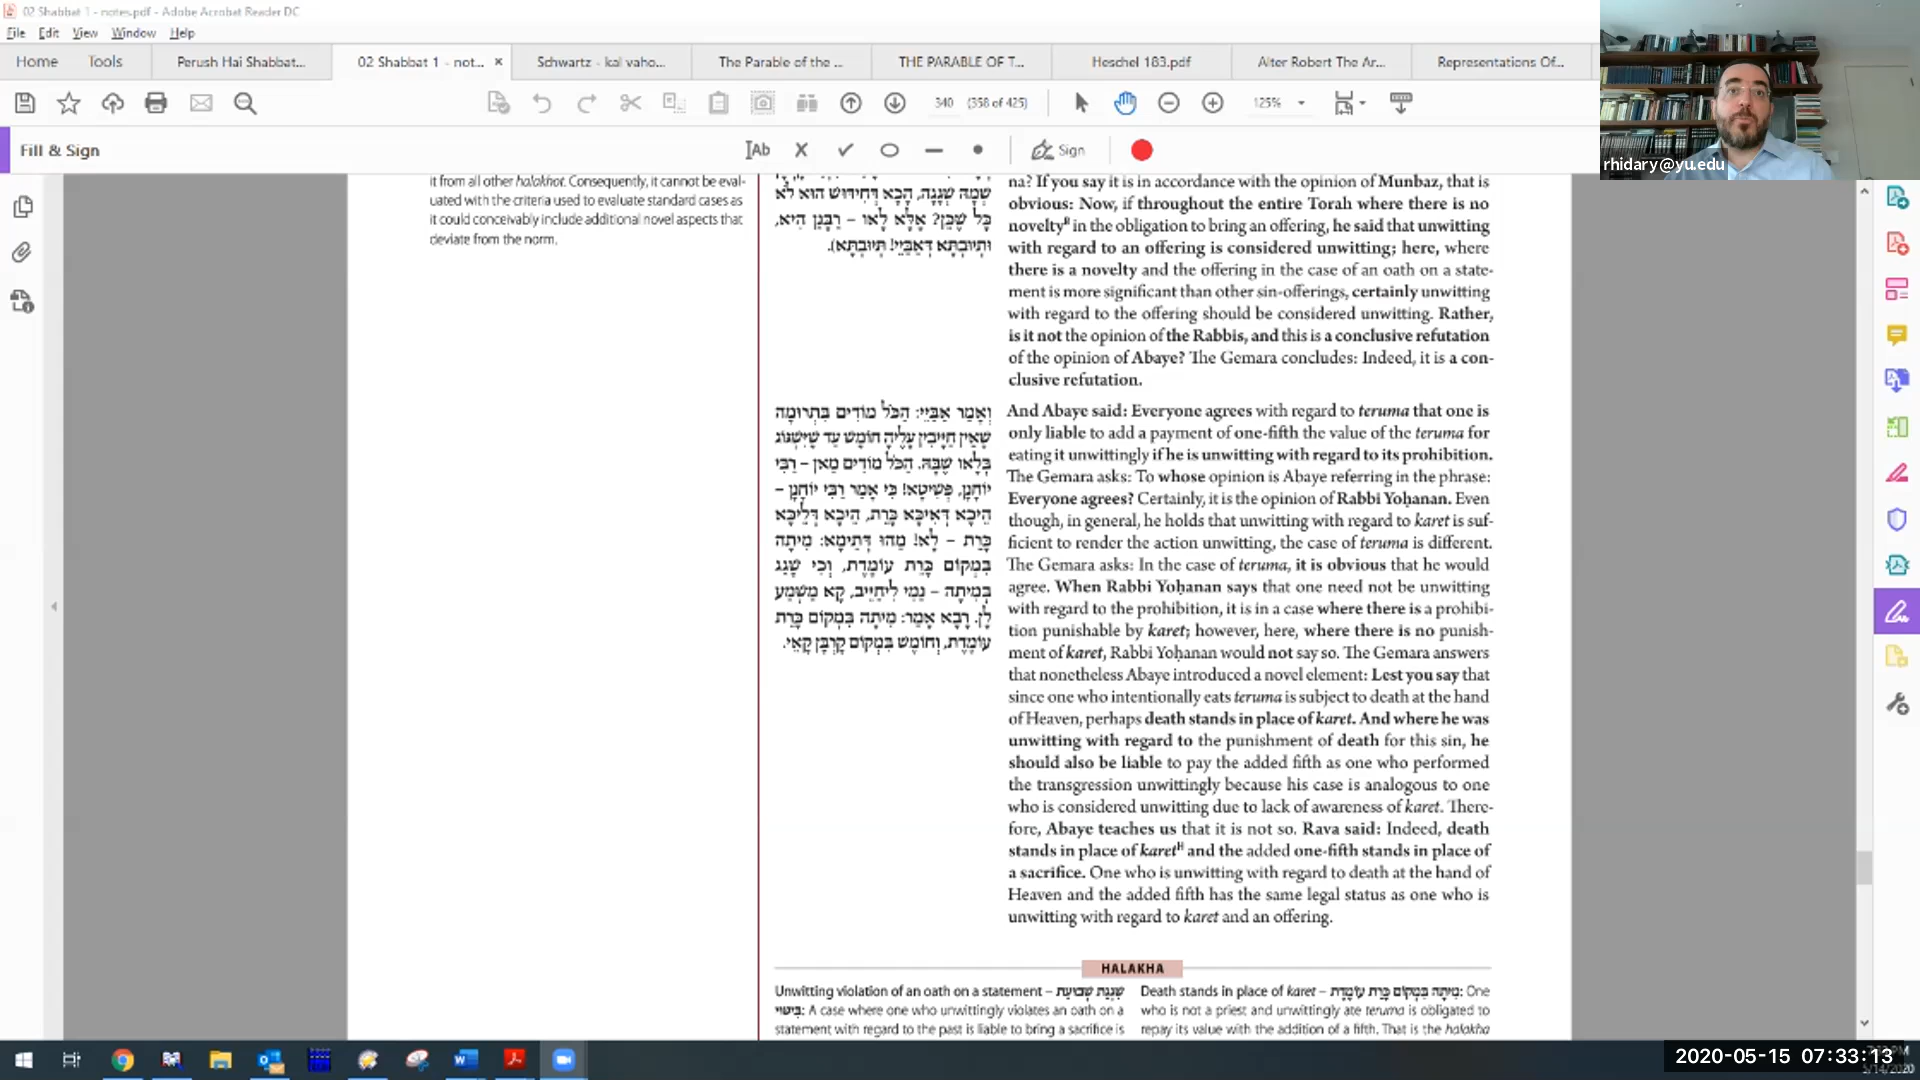 02 Shabbat 1 - notes.pdf - Adobe Acrobat Reader DC
File Edit View Window Help
Home Tools Perush Hai Shabbat... 02 Shabbat 1 - not... × Schwartz - kal vaho... The Parable of the ... THE PARABLE OF T... Heschel 183.pdf Alter Robert The Ar... Representations Of...
340 (358 of 425) 125%
Fill & Sign
Sign
rhidary@yu.edu
it from all other halakhot. Consequently, it cannot be eval-
uated with the criteria used to evaluate standard cases as
it could conceivably include additional novel aspects that
deviate from the norm.
שְׁמָהּ שְׁגָגָה, הָכָא דְּחִידּוּשׁ הוּא לֹא
כָּל שֶׁכֵּן? אֶלָּא לָאו – רַבָּנַן הִיא,
וּתְיוּבְתָּא דְּאַבַּיֵי! תְּיוּבְתָּא).
na? If you say it is in accordance with the opinion of Munbaz, that is
obvious: Now, if throughout the entire Torah where there is no
noveltyᴮ in the obligation to bring an offering, he said that unwitting
with regard to an offering is considered unwitting; here, where
there is a novelty and the offering in the case of an oath on a state-
ment is more significant than other sin-offerings, certainly unwitting
with regard to the offering should be considered unwitting. Rather,
is it not the opinion of the Rabbis, and this is a conclusive refutation
of the opinion of Abaye? The Gemara concludes: Indeed, it is a con-
clusive refutation.
וְאָמַר אַבַּיֵי: הַכֹּל מוֹדִים בִּתְרוּמָה
שֶׁאֵין חַיָּיבִין עָלֶיהָ חוֹמֶשׁ עַד שֶׁיִּשְׁגּוֹג
בְּלָאו שֶׁבָּהּ. הַכֹּל מוֹדִים מַאן – רַבִּי
יוֹחָנָן, פְּשִׁיטָא! כִּי אָמַר רַבִּי יוֹחָנָן –
הֵיכָא דְּאִיכָּא כָּרֵת, הֵיכָא דְּלֵיכָּא
כָּרֵת – לָא! מַהוּ דְּתֵימָא: מִיתָה
בִּמְקוֹם כָּרֵת עוֹמֶדֶת, וְכִי שָׁגַג
בְּמִיתָה – נַמִי לִיחַיֵּיב, קָא מַשְׁמַע
לָן. רָבָא אָמַר: מִיתָה בִּמְקוֹם כָּרֵת
עוֹמֶדֶת, וְחוֹמֶשׁ בִּמְקוֹם קָרְבָּן קָאֵי.
And Abaye said: Everyone agrees with regard to teruma that one is
only liable to add a payment of one-fifth the value of the teruma for
eating it unwittingly if he is unwitting with regard to its prohibition.
The Gemara asks: To whose opinion is Abaye referring in the phrase:
Everyone agrees? Certainly, it is the opinion of Rabbi Yoḥanan. Even
though, in general, he holds that unwitting with regard to karet is suf-
ficient to render the action unwitting, the case of teruma is different.
The Gemara asks: In the case of teruma, it is obvious that he would
agree. When Rabbi Yoḥanan says that one need not be unwitting
with regard to the prohibition, it is in a case where there is a prohibi-
tion punishable by karet; however, here, where there is no punish-
ment of karet, Rabbi Yoḥanan would not say so. The Gemara answers
that nonetheless Abaye introduced a novel element: Lest you say that
since one who intentionally eats teruma is subject to death at the hand
of Heaven, perhaps death stands in place of karet. And where he was
unwitting with regard to the punishment of death for this sin, he
should also be liable to pay the added fifth as one who performed
the transgression unwittingly because his case is analogous to one
who is considered unwitting due to lack of awareness of karet. There-
fore, Abaye teaches us that it is not so. Rava said: Indeed, death
stands in place of karetᴴ and the added one-fifth stands in place of
a sacrifice. One who is unwitting with regard to death at the hand of
Heaven and the added fifth has the same legal status as one who is
unwitting with regard to karet and an offering.
HALAKHA
Unwitting violation of an oath on a statement – שִׁגְגַת שְׁבוּעַת
בִּיטּוּי: A case where one who unwittingly violates an oath on a
statement with regard to the past is liable to bring a sacrifice is
Death stands in place of karet – מִיתָה בִּמְקוֹם כָּרֵת עוֹמֶדֶת: One
who is not a priest and unwittingly ate teruma is obligated to
repay its value with the addition of a fifth. That is the halakha
2020-05-15 07:33:13